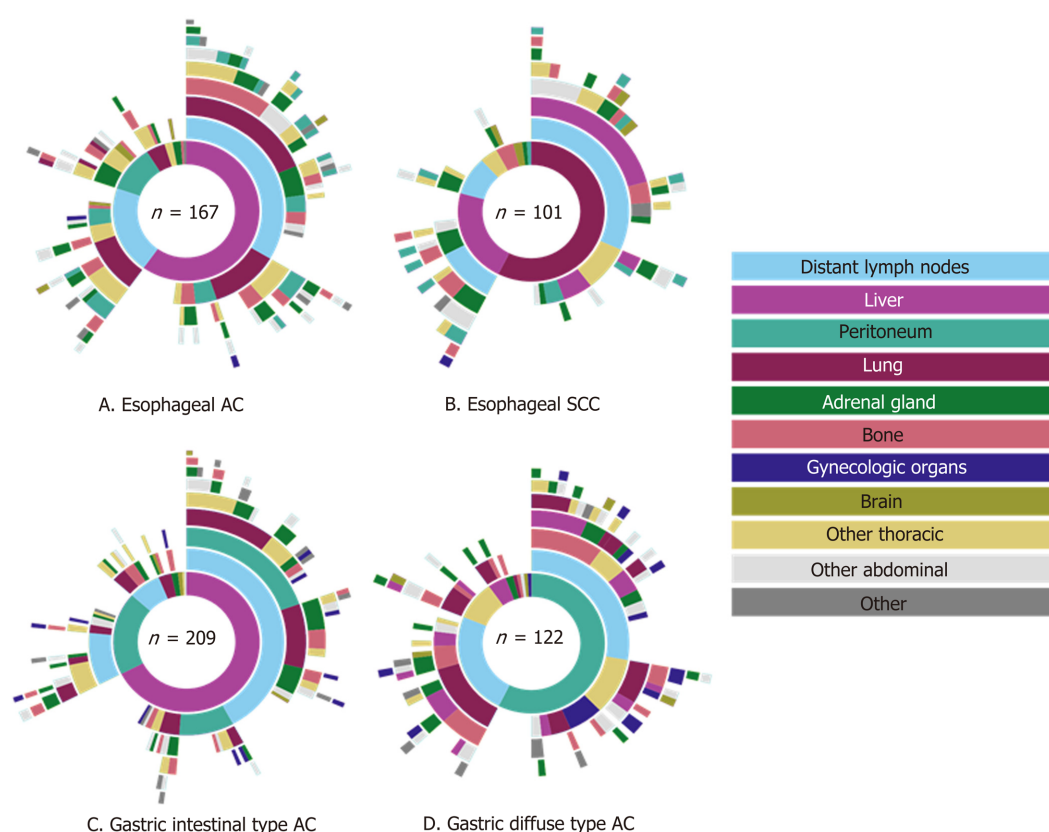 n = 167
n = 101
A. Esophageal AC
B. Esophageal SCC
Distant lymph nodes
Liver
Peritoneum
Lung
Adrenal gland
Bone
Gynecologic organs
Brain
Other thoracic
Other abdominal
Other
n = 209
n = 122
C. Gastric intestinal type AC
D. Gastric diffuse type AC